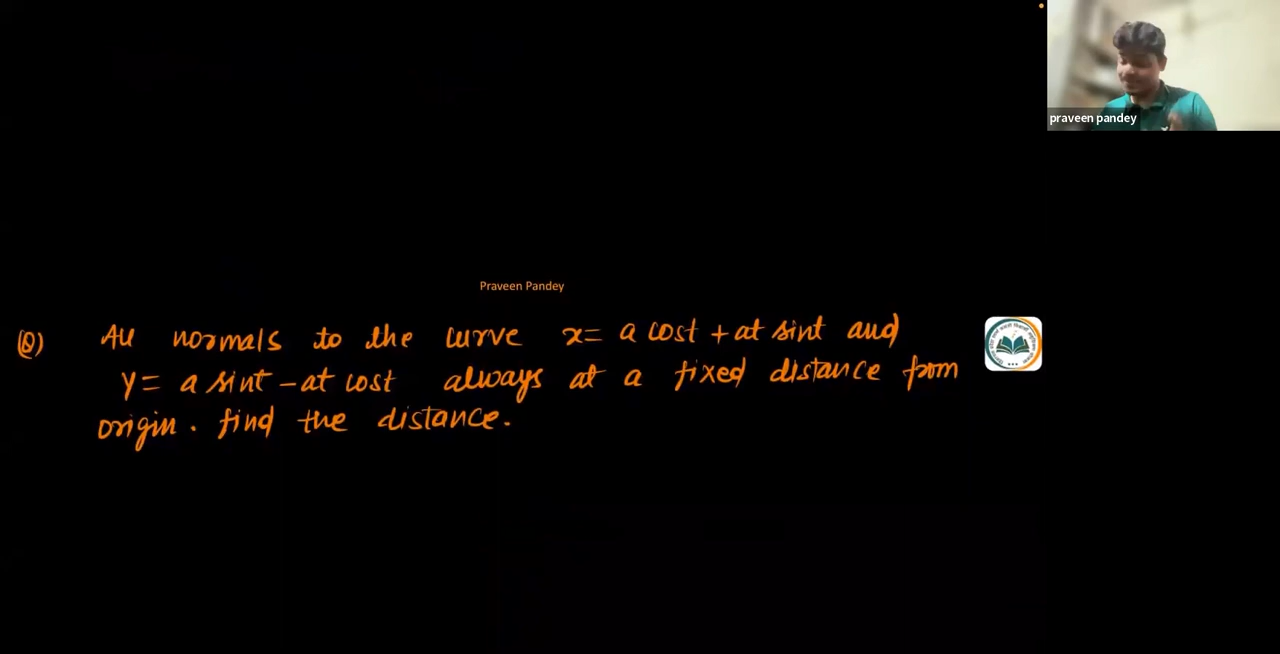 praveen pandey
Praveen Pandey
Q) All normals to the curve x= a cost + at sint and
y= a sint - at cost always at a fixed distance from
origin. find the distance.